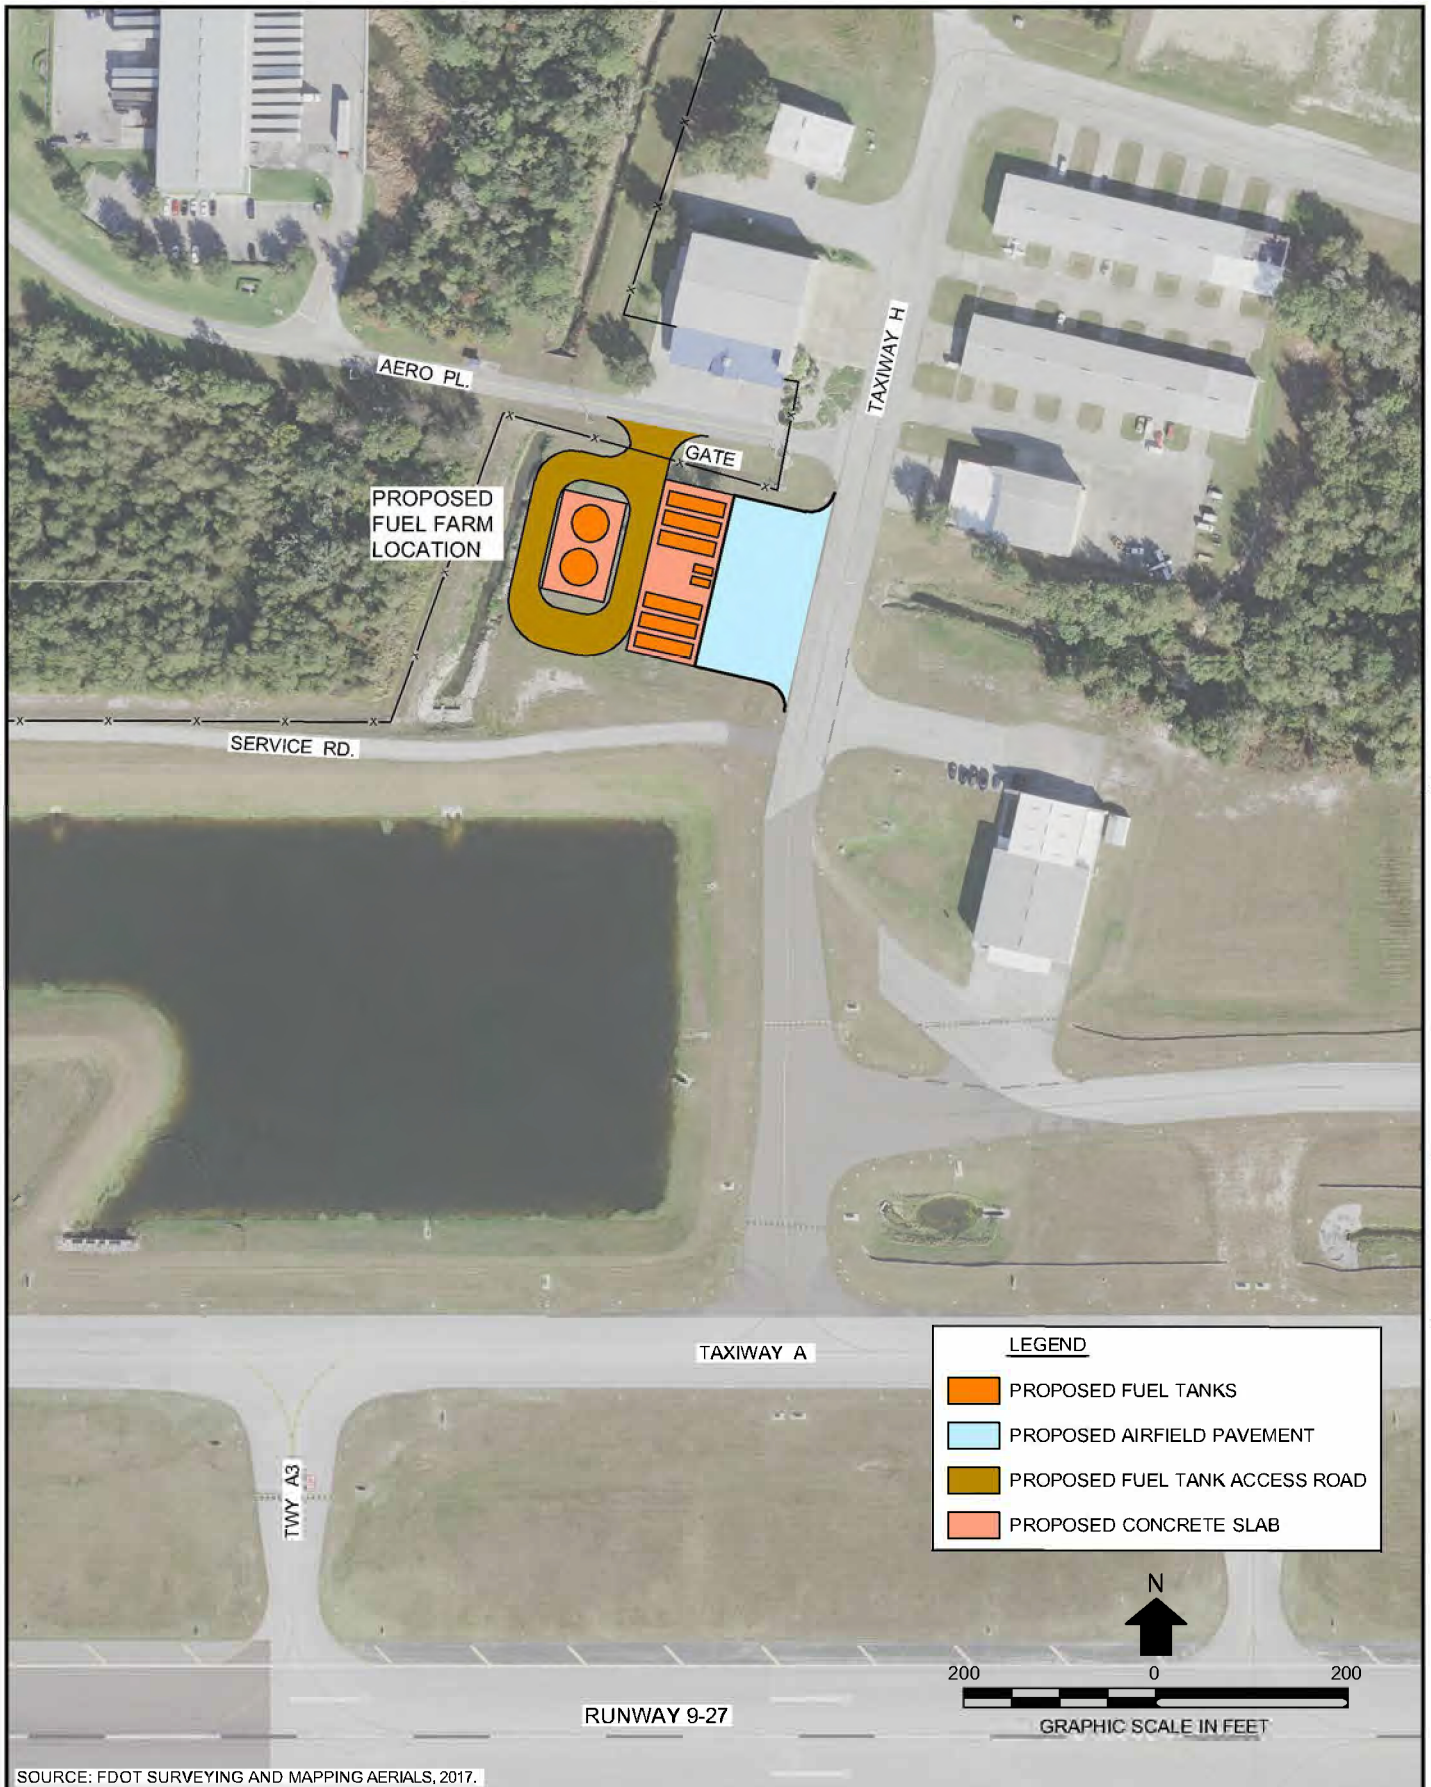 AERO PL.
TAXIWAY H
GATE
PROPOSED
FUEL FARM
LOCATION
SERVICE RD.
TAXIWAY A
LEGEND
PROPOSED FUEL TANKS
PROPOSED AIRFIELD PAVEMENT
PROPOSED FUEL TANK ACCESS ROAD
PROPOSED CONCRETE SLAB
TWY A3
N
200 0 200
GRAPHIC SCALE IN FEET
RUNWAY 9-27
SOURCE: FDOT SURVEYING AND MAPPING AERIALS, 2017.